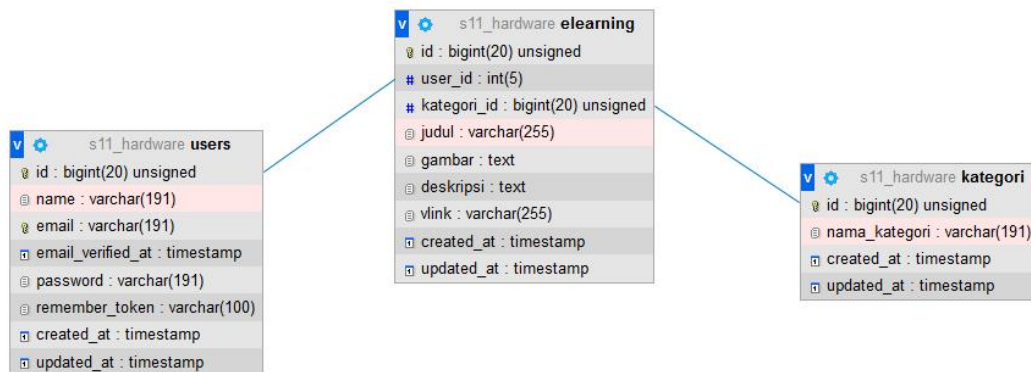 v s11_hardware users
id : bigint(20) unsigned
name : varchar(191)
email : varchar(191)
email_verified_at : timestamp
password : varchar(191)
remember_token : varchar(100)
created_at : timestamp
updated_at : timestamp
v s11_hardware elearning
id : bigint(20) unsigned
# user_id : int(5)
# kategori_id : bigint(20) unsigned
judul : varchar(255)
gambar : text
deskripsi : text
vlink : varchar(255)
created_at : timestamp
updated_at : timestamp
v s11_hardware kategori
id : bigint(20) unsigned
nama_kategori : varchar(191)
created_at : timestamp
updated_at : timestamp